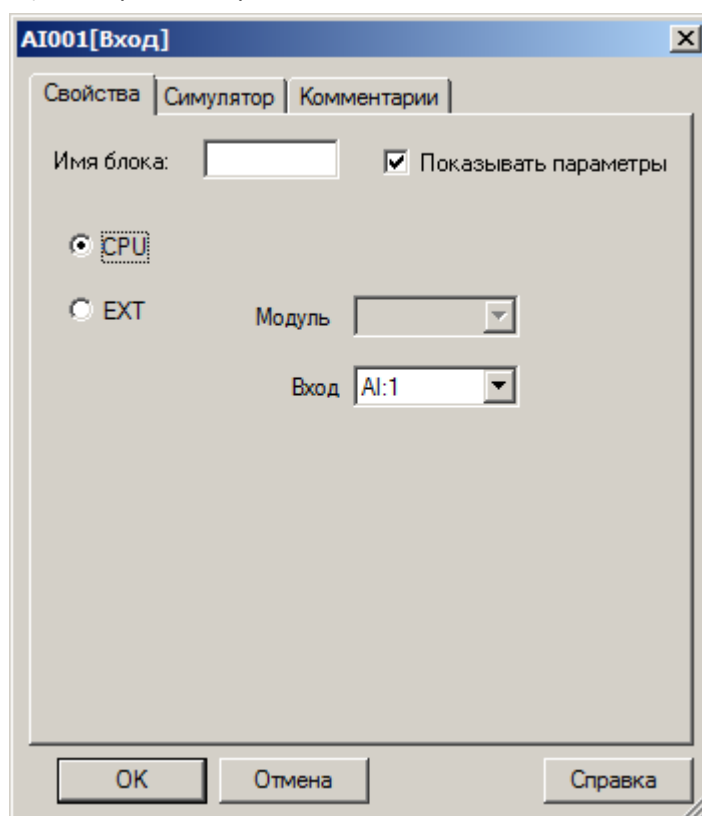 AI001[Вход]
Свойства Симулятор Комментарии
Имя блока: Показывать параметры
CPU
EXT Модуль
Вход AI:1
OK Отмена Справка